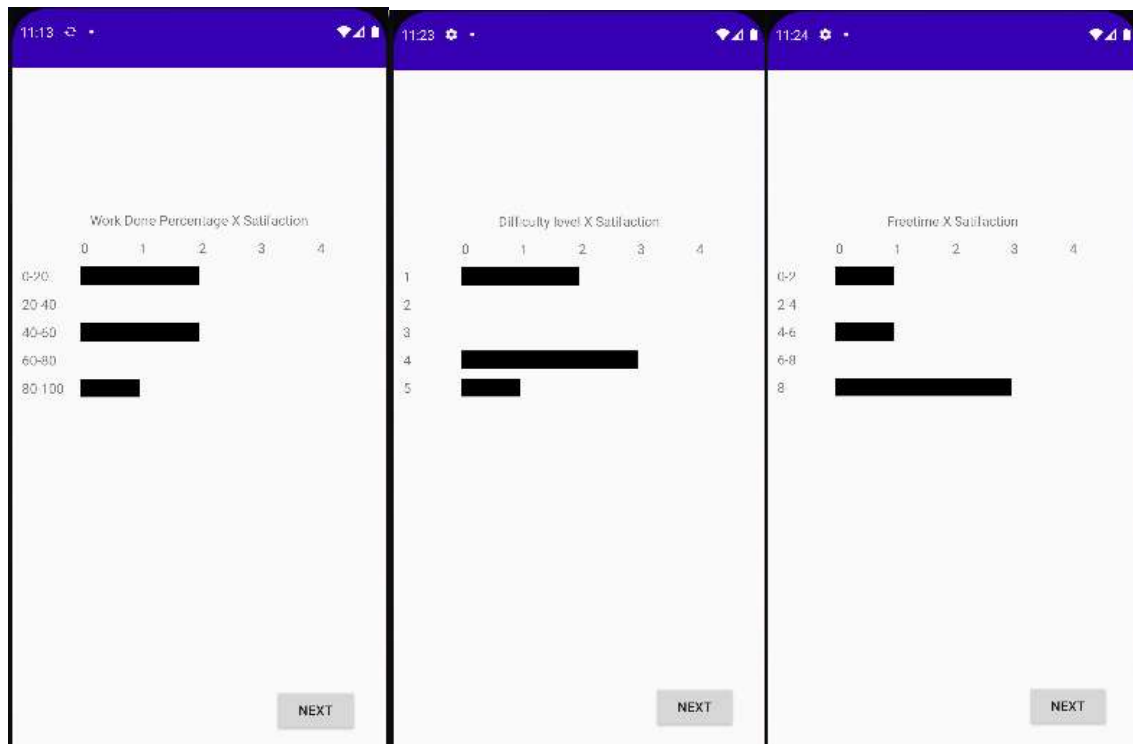 11:13
Work Done Percentage X Satifaction
0 1 2 3 4
0-20
20-40
40-60
60-80
80-100
NEXT
11:23
Difficulty level X Satifaction
0 1 2 3 4
1
2
3
4
5
NEXT
11:24
Freetime X Satifaction
0 1 2 3 4
0-2
2-4
4-6
6-8
8
NEXT